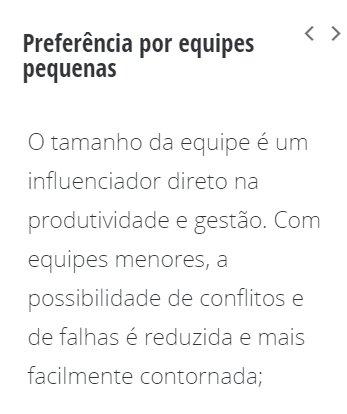 Preferência por equipes
pequenas
O tamanho da equipe é um
influenciador direto na
produtividade e gestão. Com
equipes menores, a
possibilidade de conflitos e
de falhas é reduzida e mais
facilmente contornada;